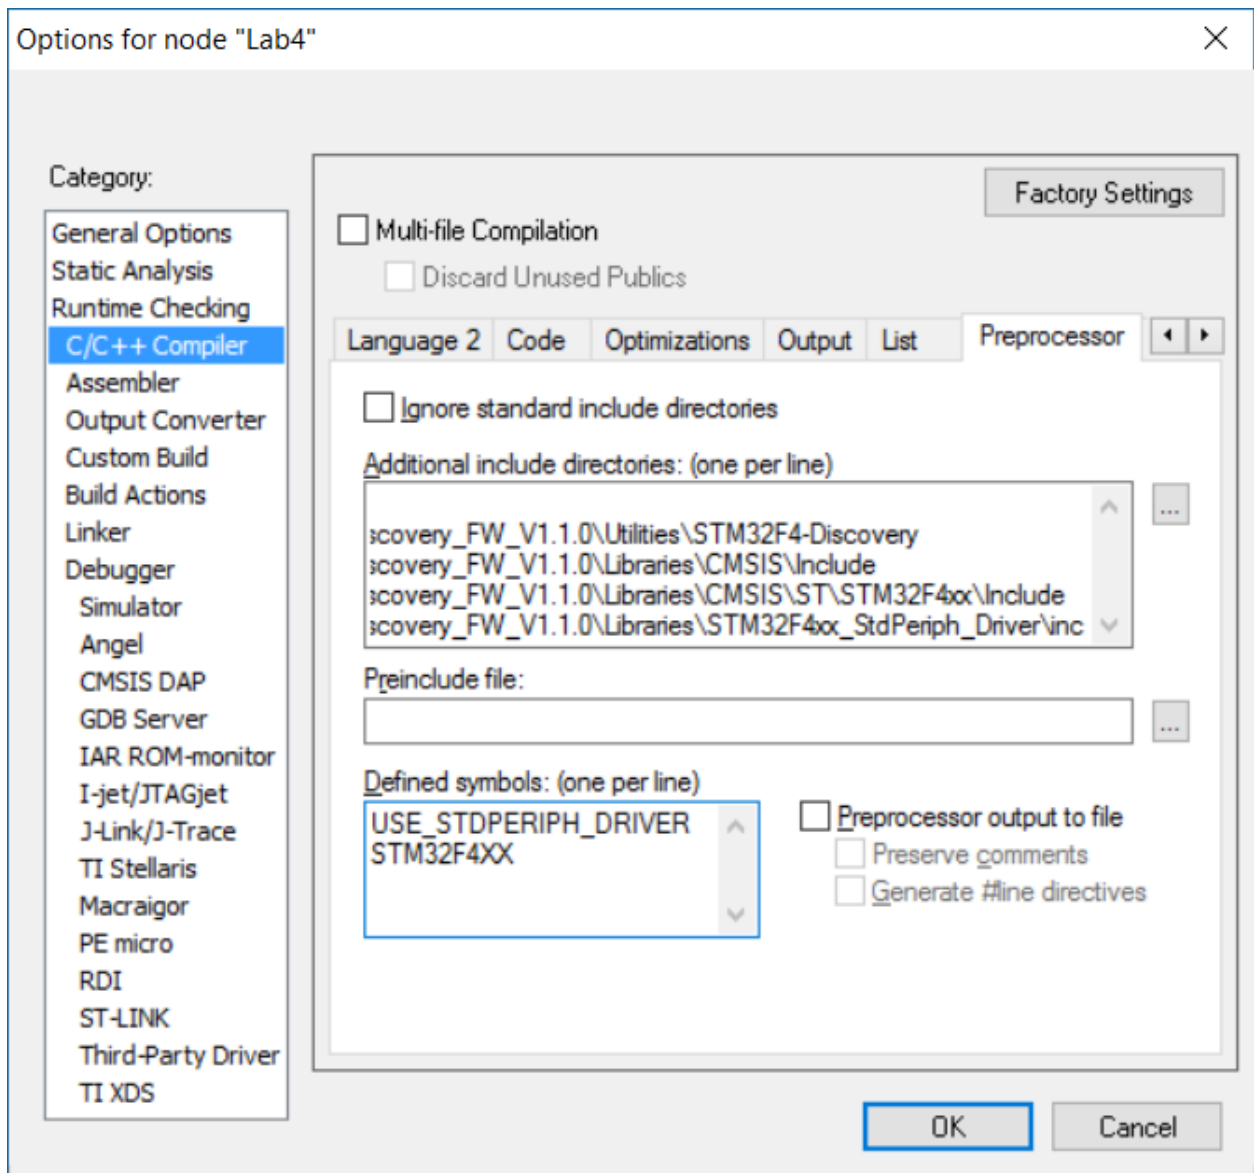 Options for node "Lab4"
Category:
General Options
Static Analysis
Runtime Checking
C/C++ Compiler
Assembler
Output Converter
Custom Build
Build Actions
Linker
Debugger
Simulator
Angel
CMSIS DAP
GDB Server
IAR ROM-monitor
I-jet/JTAGjet
J-Link/J-Trace
TI Stellaris
Macraigor
PE micro
RDI
ST-LINK
Third-Party Driver
TI XDS
Factory Settings
Multi-file Compilation
Discard Unused Publics
Language 2 Code Optimizations Output List Preprocessor
Ignore standard include directories
Additional include directories: (one per line)
scovery_FW_V1.1.0\Utilities\STM32F4-Discovery
scovery_FW_V1.1.0\Libraries\CMSIS\Include
scovery_FW_V1.1.0\Libraries\CMSIS\ST\STM32F4xx\Include
scovery_FW_V1.1.0\Libraries\STM32F4xx_StdPeriph_Driver\inc
...
Preinclude file:
...
Defined symbols: (one per line)
USE_STDPERIPH_DRIVER
STM32F4XX
Preprocessor output to file
Preserve comments
Generate #line directives
OK Cancel